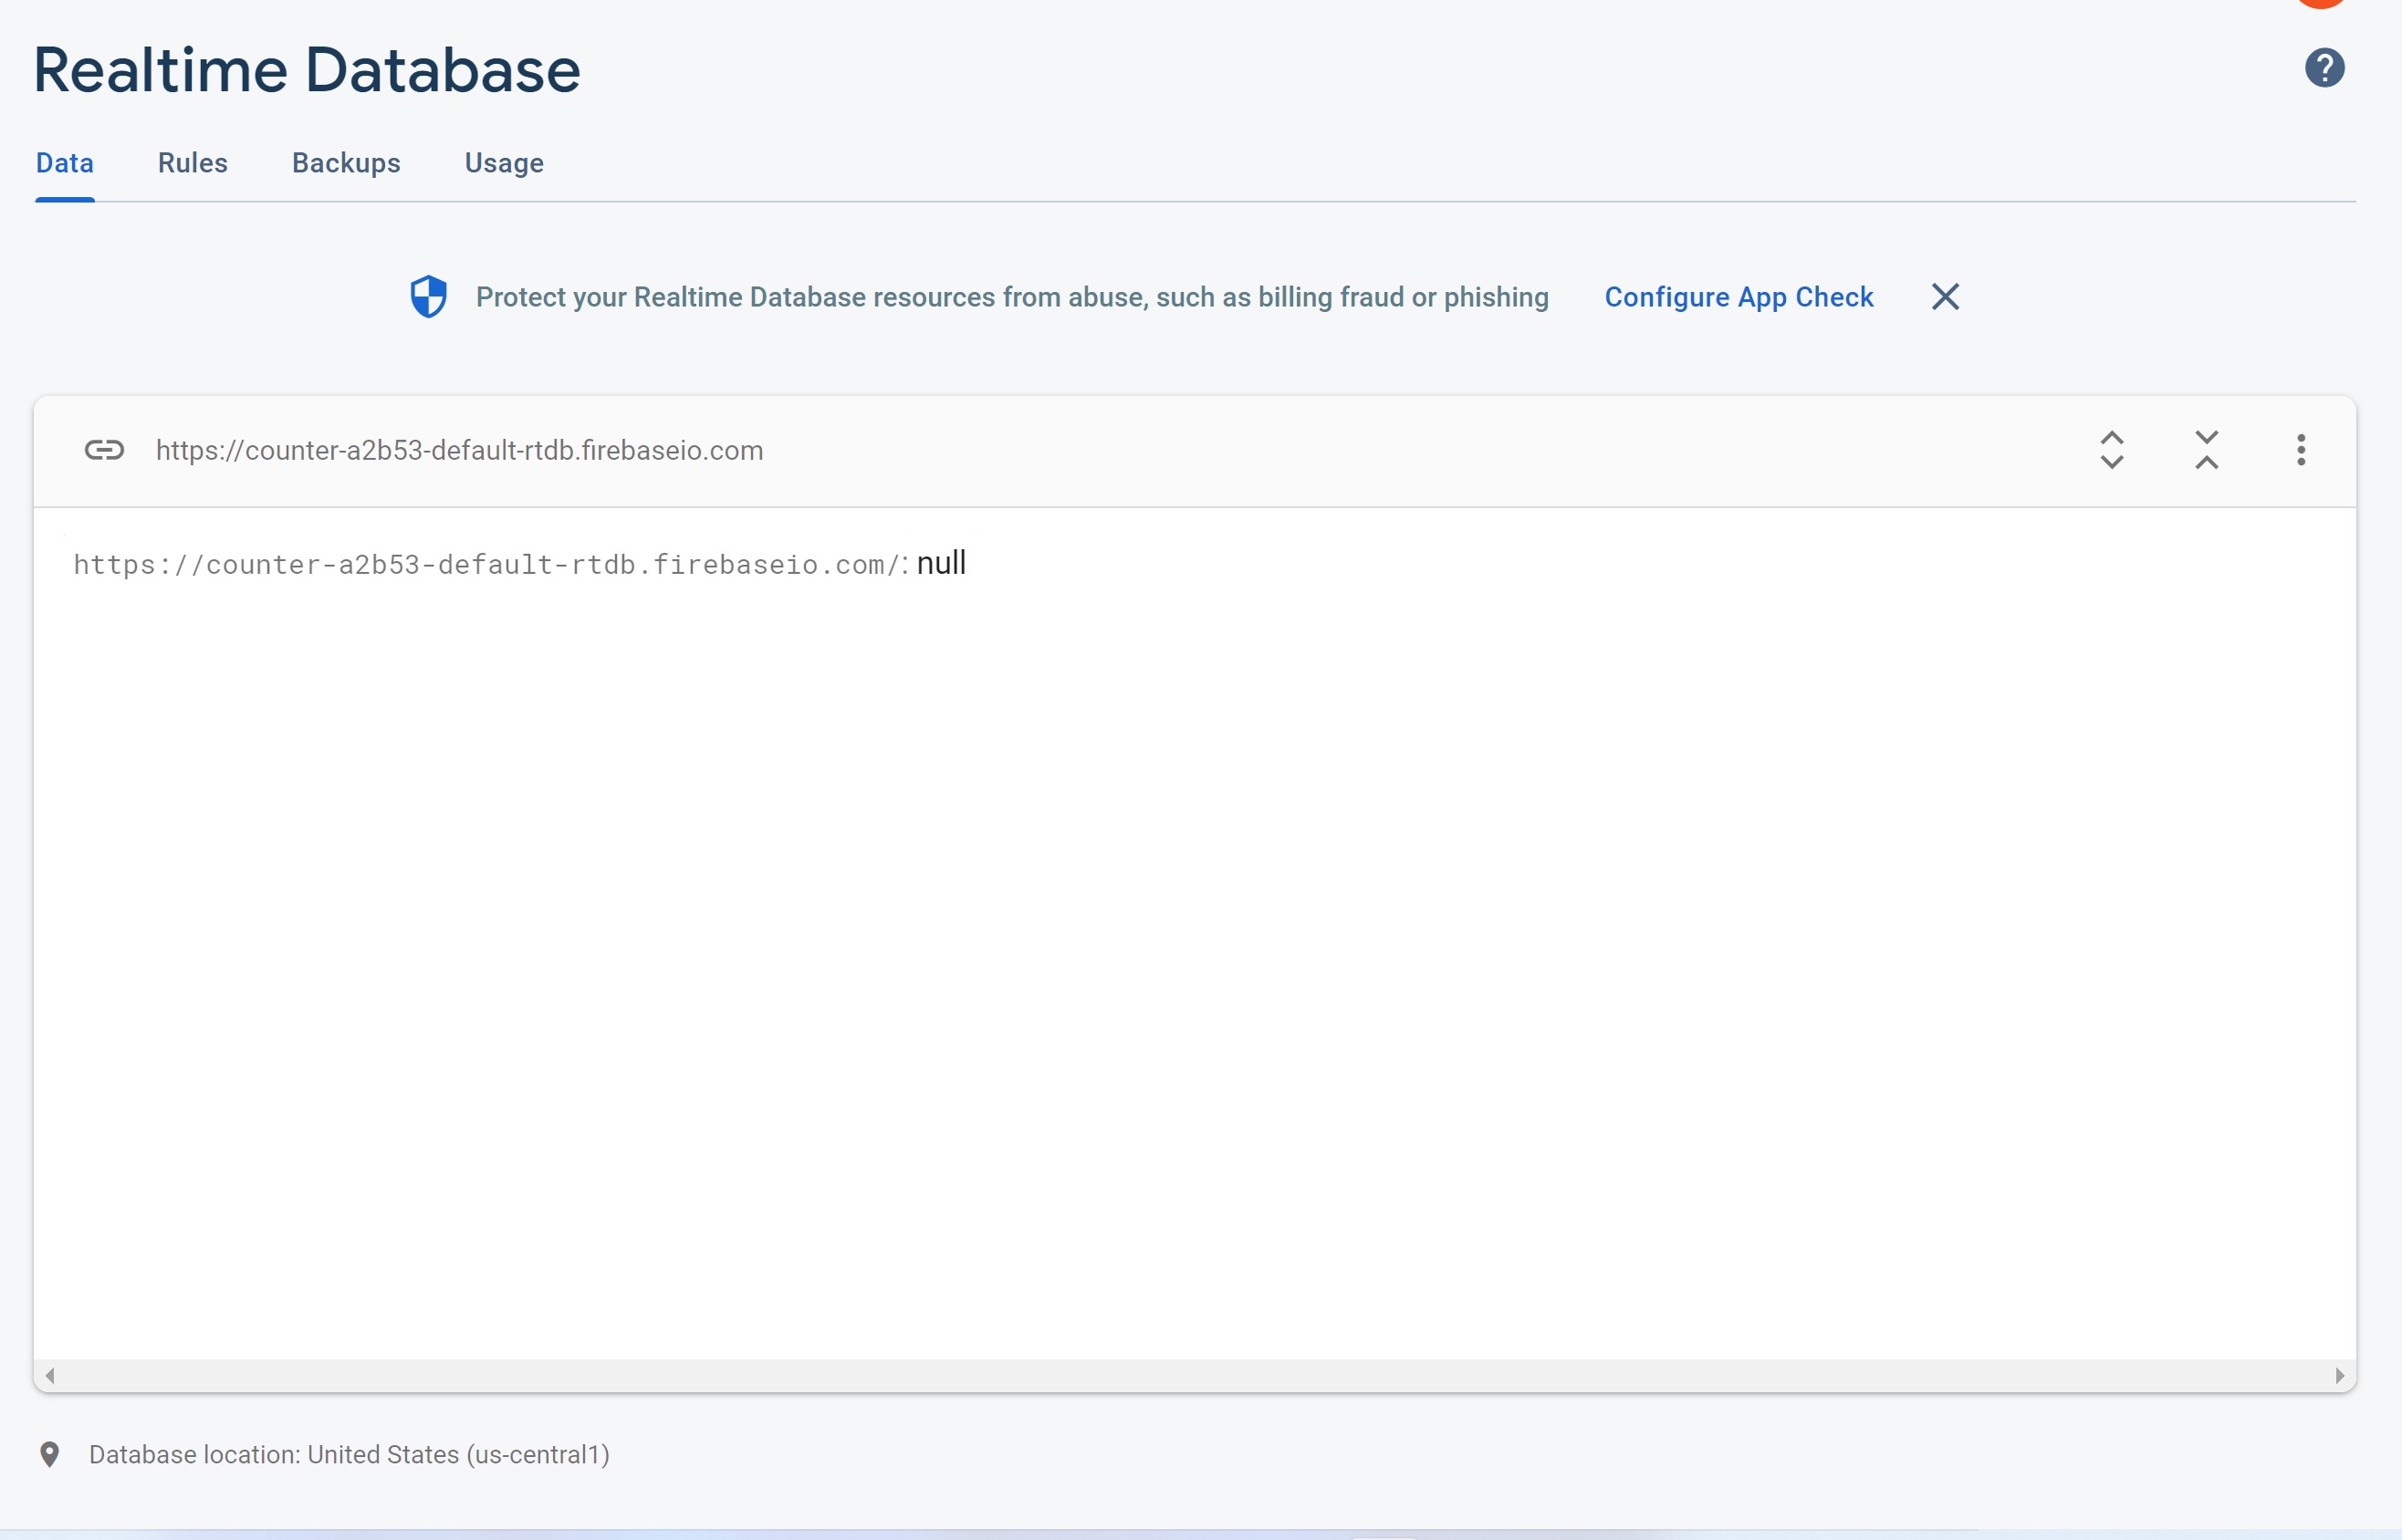 Realtime Database
Data Rules Backups Usage
Protect your Realtime Database resources from abuse, such as billing fraud or phishing Configure App Check
https://counter-a2b53-default-rtdb.firebaseio.com
https://counter-a2b53-default-rtdb.firebaseio.com/: null
Database location: United States (us-central1)